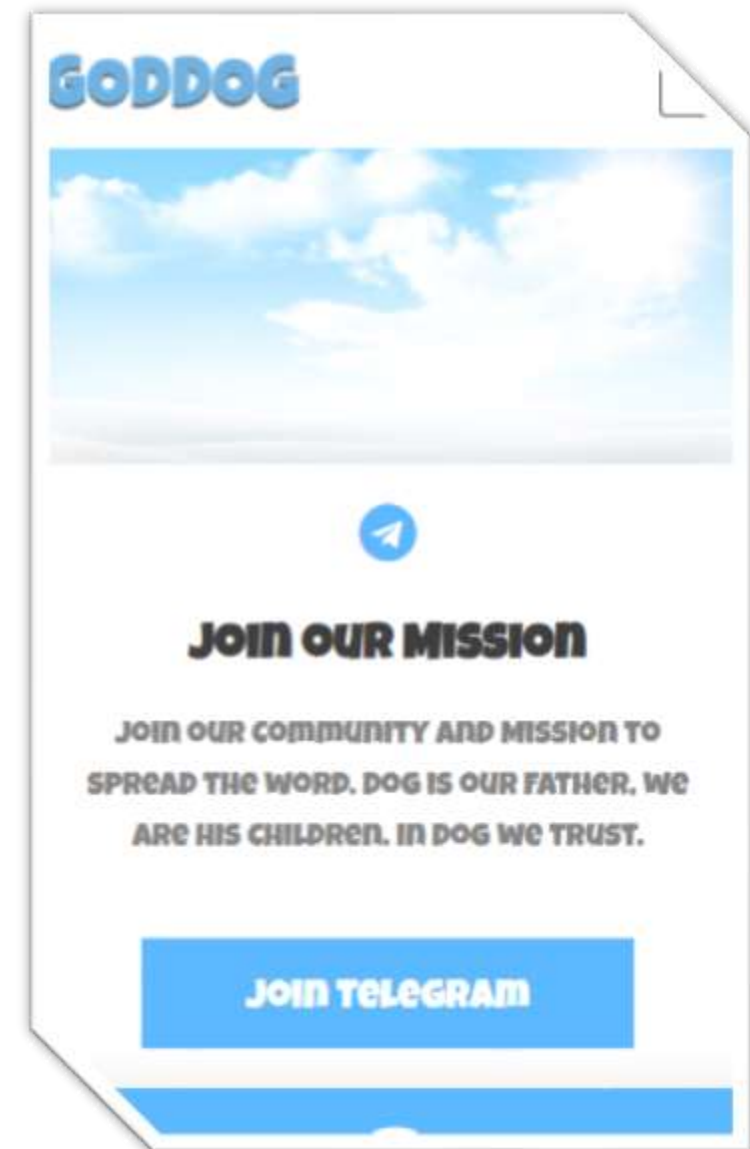 GODDOG
JOIN OUR MISSION
JOIN OUR COMMUNITY AND MISSION TO
SPREAD THE WORD. DOG IS OUR FATHER, WE
ARE HIS CHILDREN. IN DOG WE TRUST.
JOIN TELEGRAM